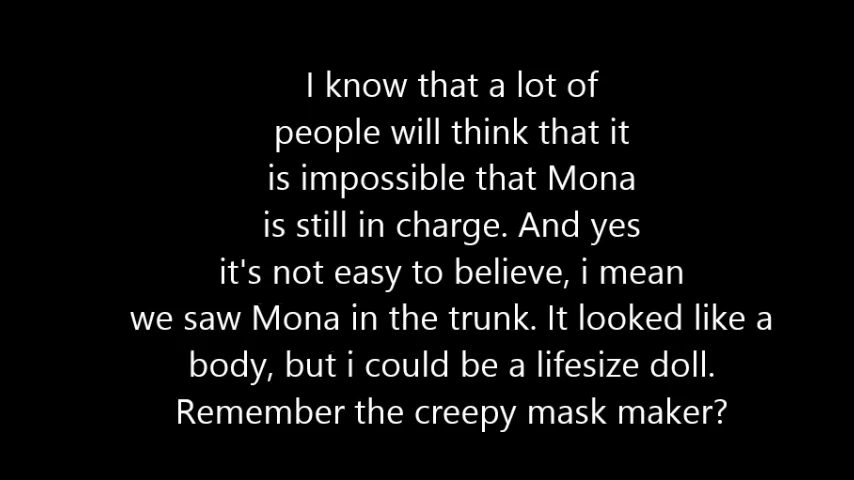 I know that a lot of
people will think that it
is impossible that Mona
is still in charge. And yes
it's not easy to believe, i mean
we saw Mona in the trunk. It looked like a
body, but i could be a lifesize doll.
Remember the creepy mask maker?